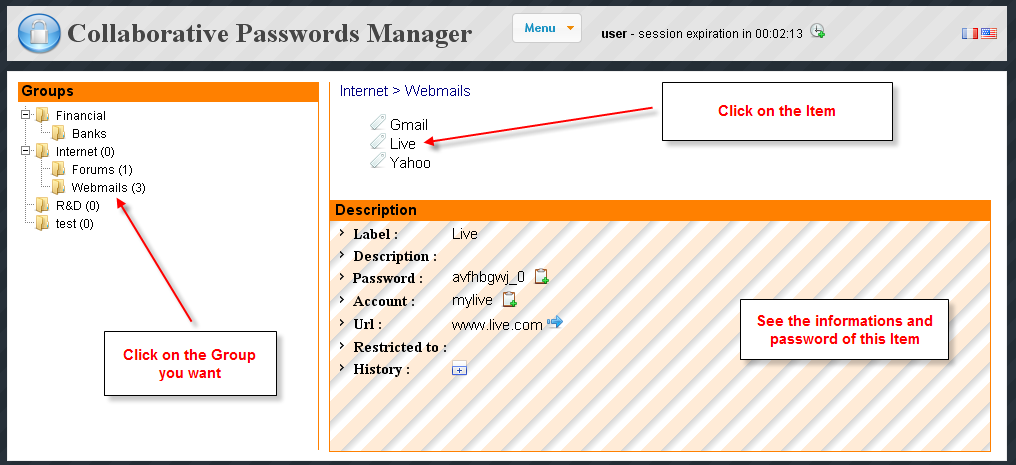 Collaborative Passwords Manager
Menu
user - session expiration in 00:02:13
Groups
Financial
Banks
Internet (0)
Forums (1)
Webmails (3)
R&D (0)
test (0)
Click on the Group
you want
Internet > Webmails
Gmail
Live
Yahoo
Click on the Item
Description
Label : Live
Description :
Password : avfhbgwj_0
Account : mylive
Url : www.live.com
Restricted to :
History :
See the informations and
password of this Item